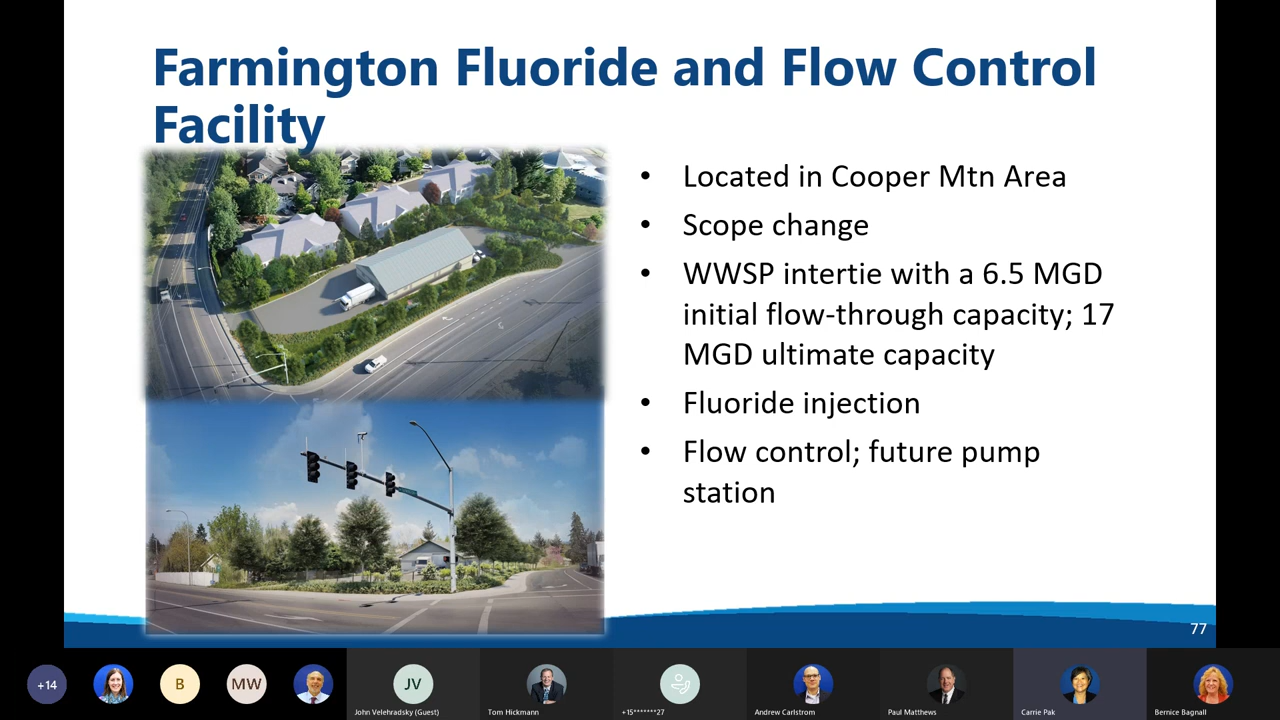 Farmington Fluoride and Flow Control
Facility
• Located in Cooper Mtn Area
• Scope change
• WWSP intertie with a 6.5 MGD
initial flow-through capacity; 17
MGD ultimate capacity
• Fluoride injection
• Flow control; future pump
station
77
+14
B
MW
JV
John Velehradsky (Guest)
Tom Hickmann
+15*******27
Andrew Carlstrom
Paul Matthews
Carrie Pak
Bernice Bagnall